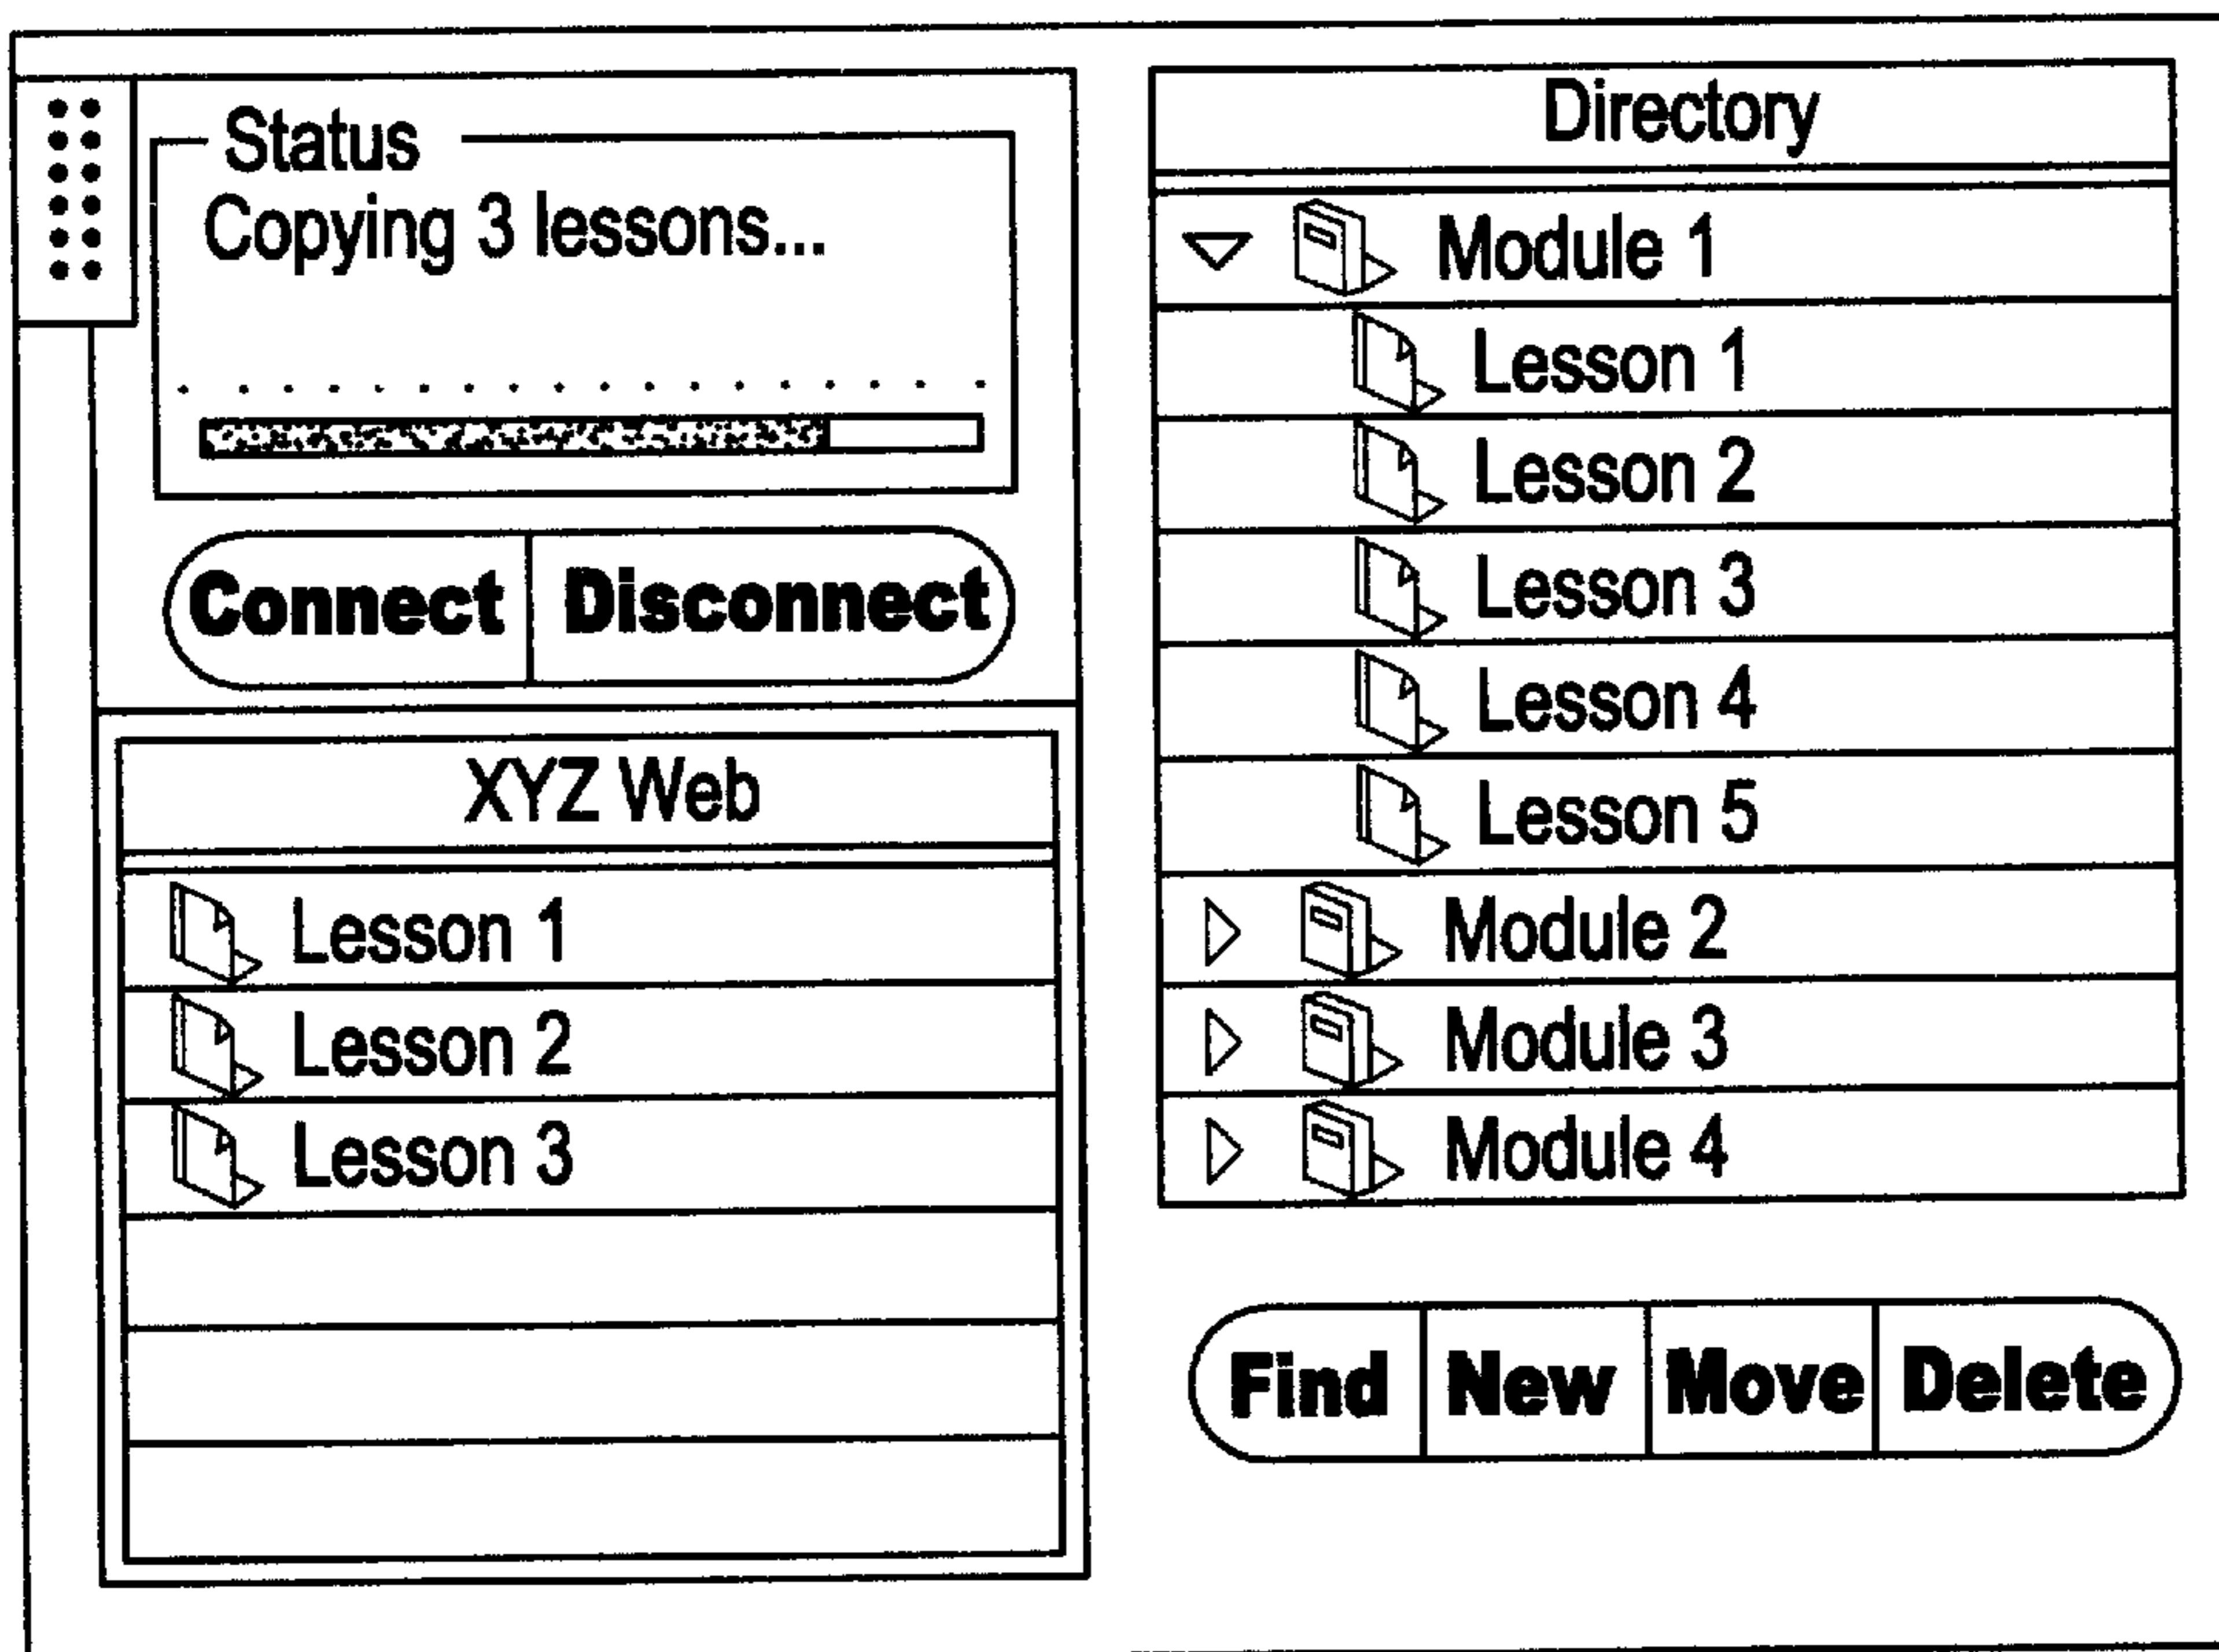 Status
Copying 3 lessons...
Connect Disconnect
XYZ Web
Lesson 1
Lesson 2
Lesson 3
Directory
Module 1
Lesson 1
Lesson 2
Lesson 3
Lesson 4
Lesson 5
Module 2
Module 3
Module 4
Find New Move Delete